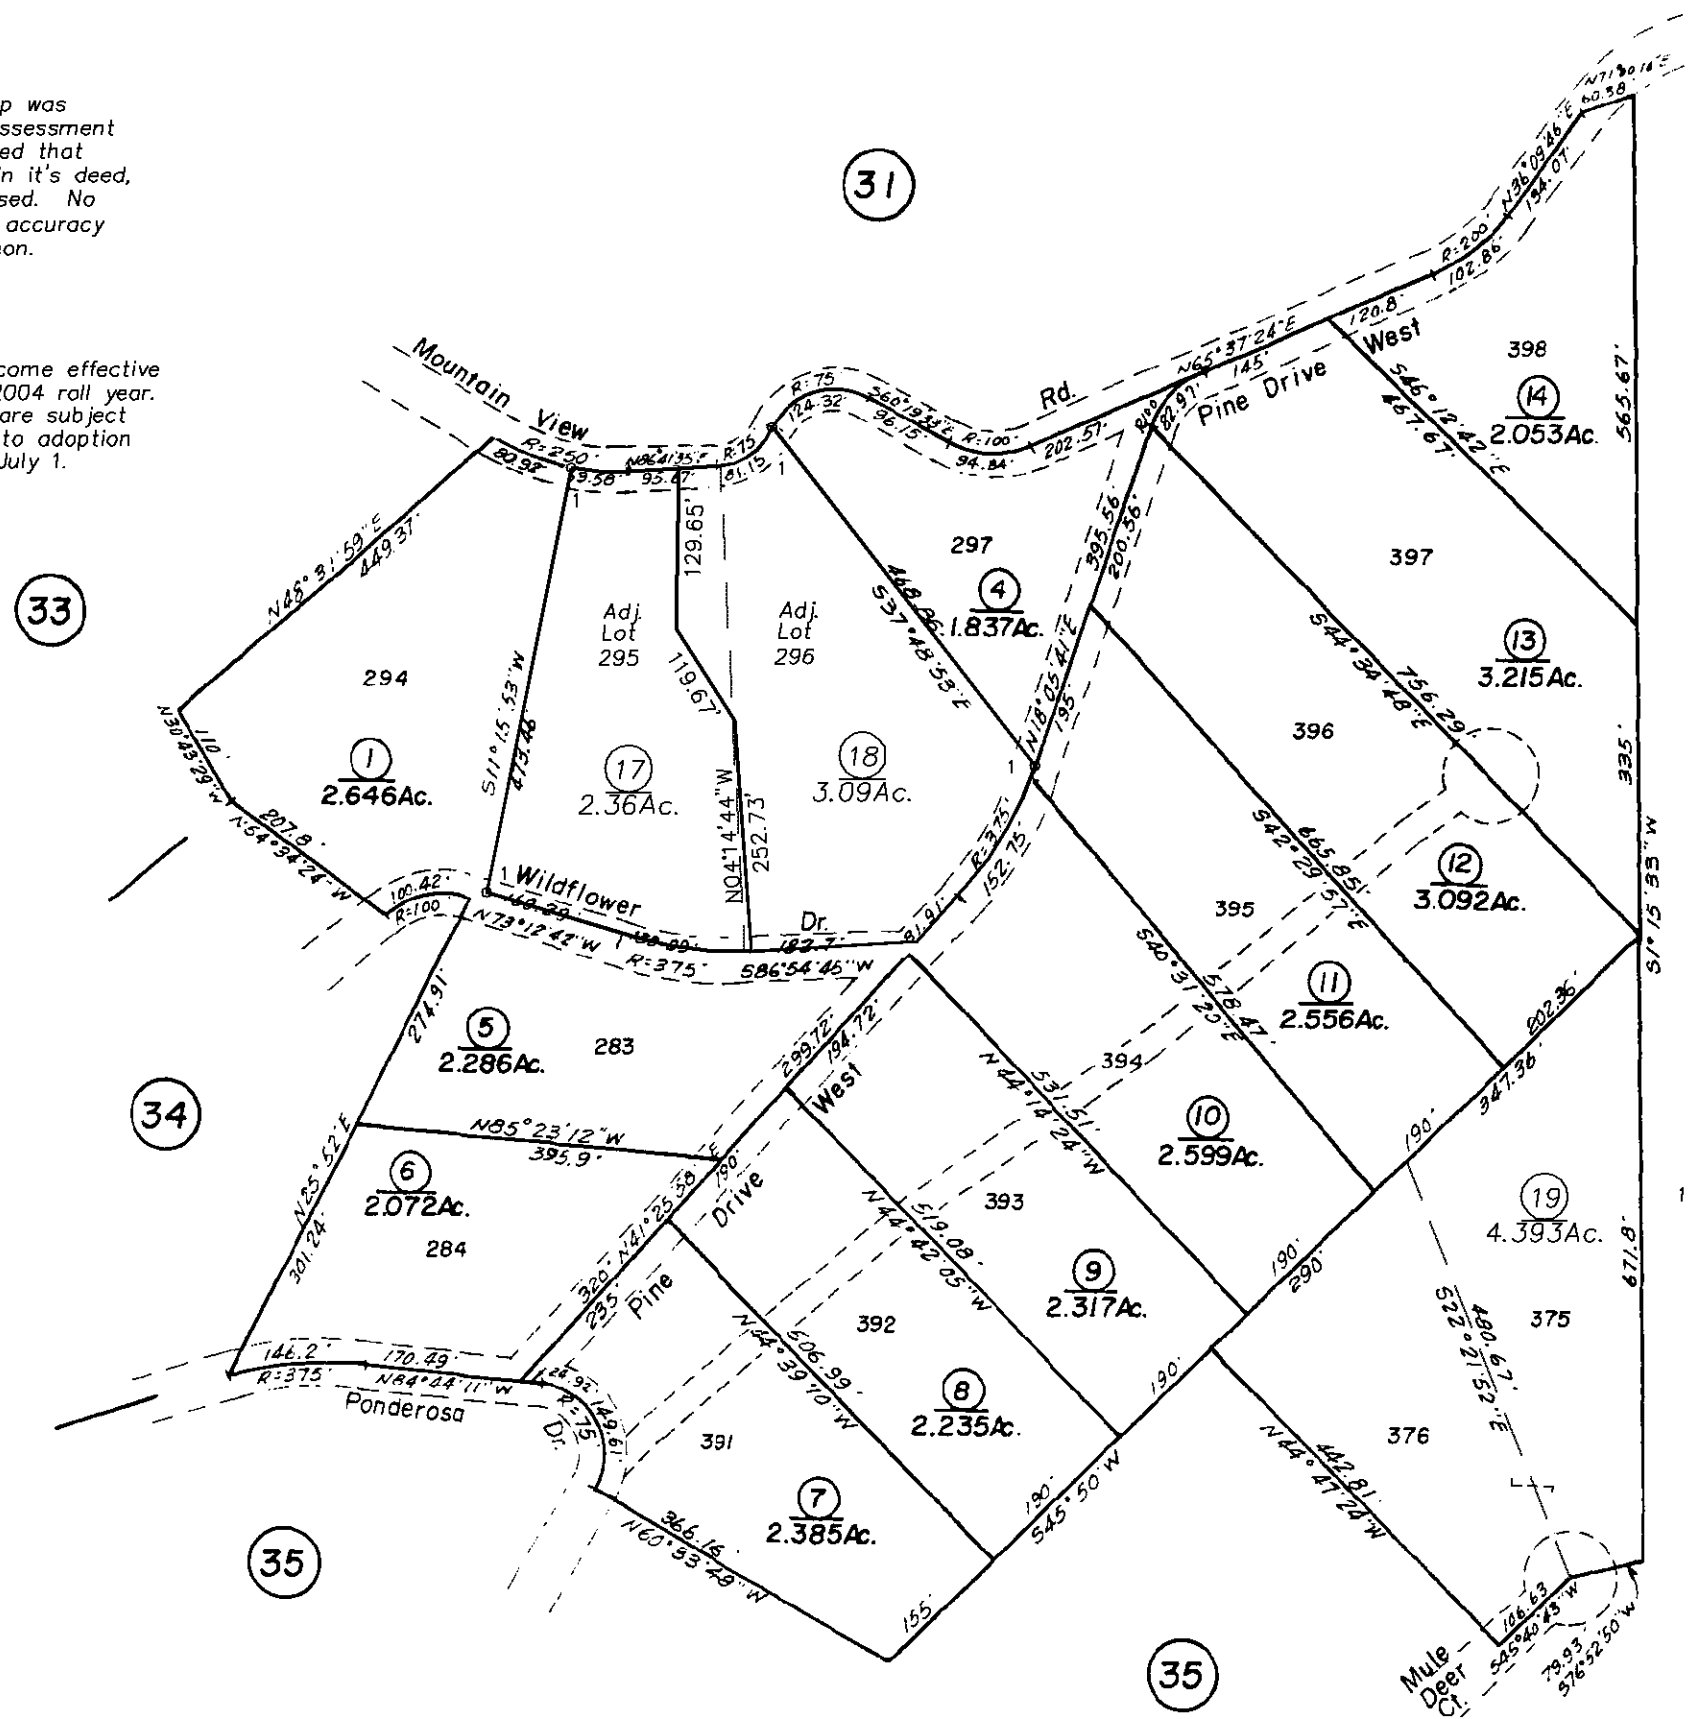 p was
ssessment
ed that
n it's deed,
sed. No
accuracy
on.
come effective
2004 roll year.
are subject
to adoption
July 1.
31
33
34
35
35
Mountain
View
Rd.
Pine Drive
West
N71°30'16"E
60.38
N36°09'46"E
134.07'
R=200'
102.86'
120.8'
N65°37'24"E
145'
R=100
82.97'
202.57'
R=100'
94.84'
S60°19'23"E
96.15'
R=75
124.32'
R=75
81.15'
N86°41'35"E
95.67'
R=250
80.92'
1
1
1
1
1
398
14
2.053Ac.
565.67'
S46°12'42"E
467.67'
397
13
3.215Ac.
S44°34'48"E
756.29'
335'
S1°15'33"W
396
12
3.092Ac.
S42°29'57"E
665.85'
395
11
2.556Ac.
S40°31'20"E
578.47'
202.36'
347.36'
297
4
1.837Ac.
468.86'
S37°48'53"E
395.56'
200.56'
N18°05'41"E
195'
R=375'
152.75'
81.91'
129.65'
119.67'
N04°14'44"W
252.73'
Adj.
Lot
295
17
2.36Ac.
Adj.
Lot
296
18
3.09Ac.
N48°31'59"E
449.37'
294
1
2.646Ac.
S11°15'53"W
473.46'
N30°43'29"W
110'
207.8'
N54°34'24"W
100.42'
R=100'
Wildflower
Dr.
N73°12'42"W
R=375'
182.7'
S86°54'45"W
274.91'
5
2.286Ac.
283
N85°23'12"W
395.9'
299.72'
194.72'
West
Drive
Pine
N25°52'E
301.24'
6
2.072Ac.
284
N41°25'38"E
190'
320'
235'
146.2'
R=375'
170.49'
N84°44'11"W
Ponderosa
Dr.
24.92'
149.61'
R=75'
394
10
2.599Ac.
N44°14'24"W
531.51'
190'
393
9
2.317Ac.
N44°42'05"W
519.08'
190'
290'
392
8
2.235Ac.
N44°39'10"W
506.99'
190'
391
7
2.385Ac.
366.16'
N60°53'48"W
155'
190'
S45°50'W
19
4.393Ac.
375
671.8'
S22°21'52"E
480.67'
376
442.81'
N44°47'24"W
106.63
S45°40'43"W
79.93'
S76°52'50"W
Mule
Deer
Ct.
1